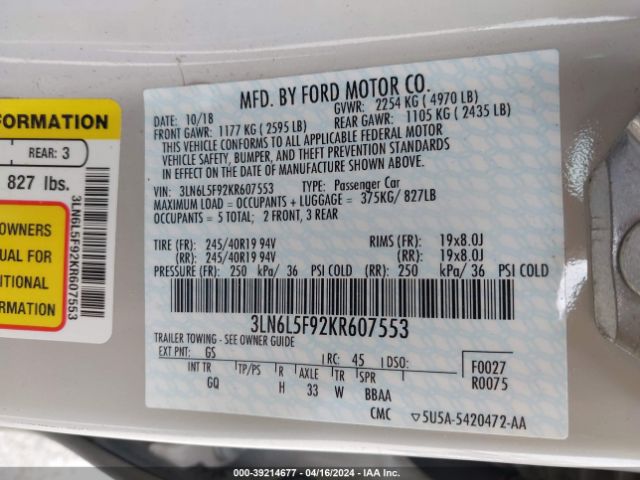 MFD. BY FORD MOTOR CO.
10/18
GVWR: 2254 KG ( 4970 LB)
FRONT GAWR: 1177 KG ( 2595 LB)
REAR GAWR: 1105 KG ( 2435 LB)
THIS VEHICLE CONFORMS TO ALL APPLICABLE FEDERAL MOTOR
VEHICLE SAFETY, BUMPER, AND THEFT PREVENTION STANDARDS
IN EFFECT ON THE DATE OF MANUFACTURE SHOWN ABOVE.
DATE:
VIN: 3LN6L5F92KR607553 TYPE: Passenger Car
MAXIMUM LOAD = OCCUPANTS + LUGGAGE = 375KG/ 827LB
OCCUPANTS = 5 TOTAL; 2 FRONT, 3 REAR
TIRE (FR): 245/40R19 94V RIMS (FR): 19x8.0J
(RR): 245/40R19 94V (RR): 19x8.0J
PRESSURE (FR): 250 kPa/ 36 PSI COLD (RR): 250 kPa/ 36 PSI COLD
3LN6L5F92KR607553
TRAILER TOWING - SEE OWNER GUIDE
EXT PNT: GS RC: 45 DSO:
INT TR TP/PS R AXLE TR SPR
GQ H 33 W BBAA
F0027
R0075
CMC 5U5A-5420472-AA
FORMATION
REAR: 3
827 lbs.
OWNERS
UAL FOR
ITIONAL
MATION
3LN6L5F92KR607553
000-39214677 - 04/16/2024 - IAA Inc.